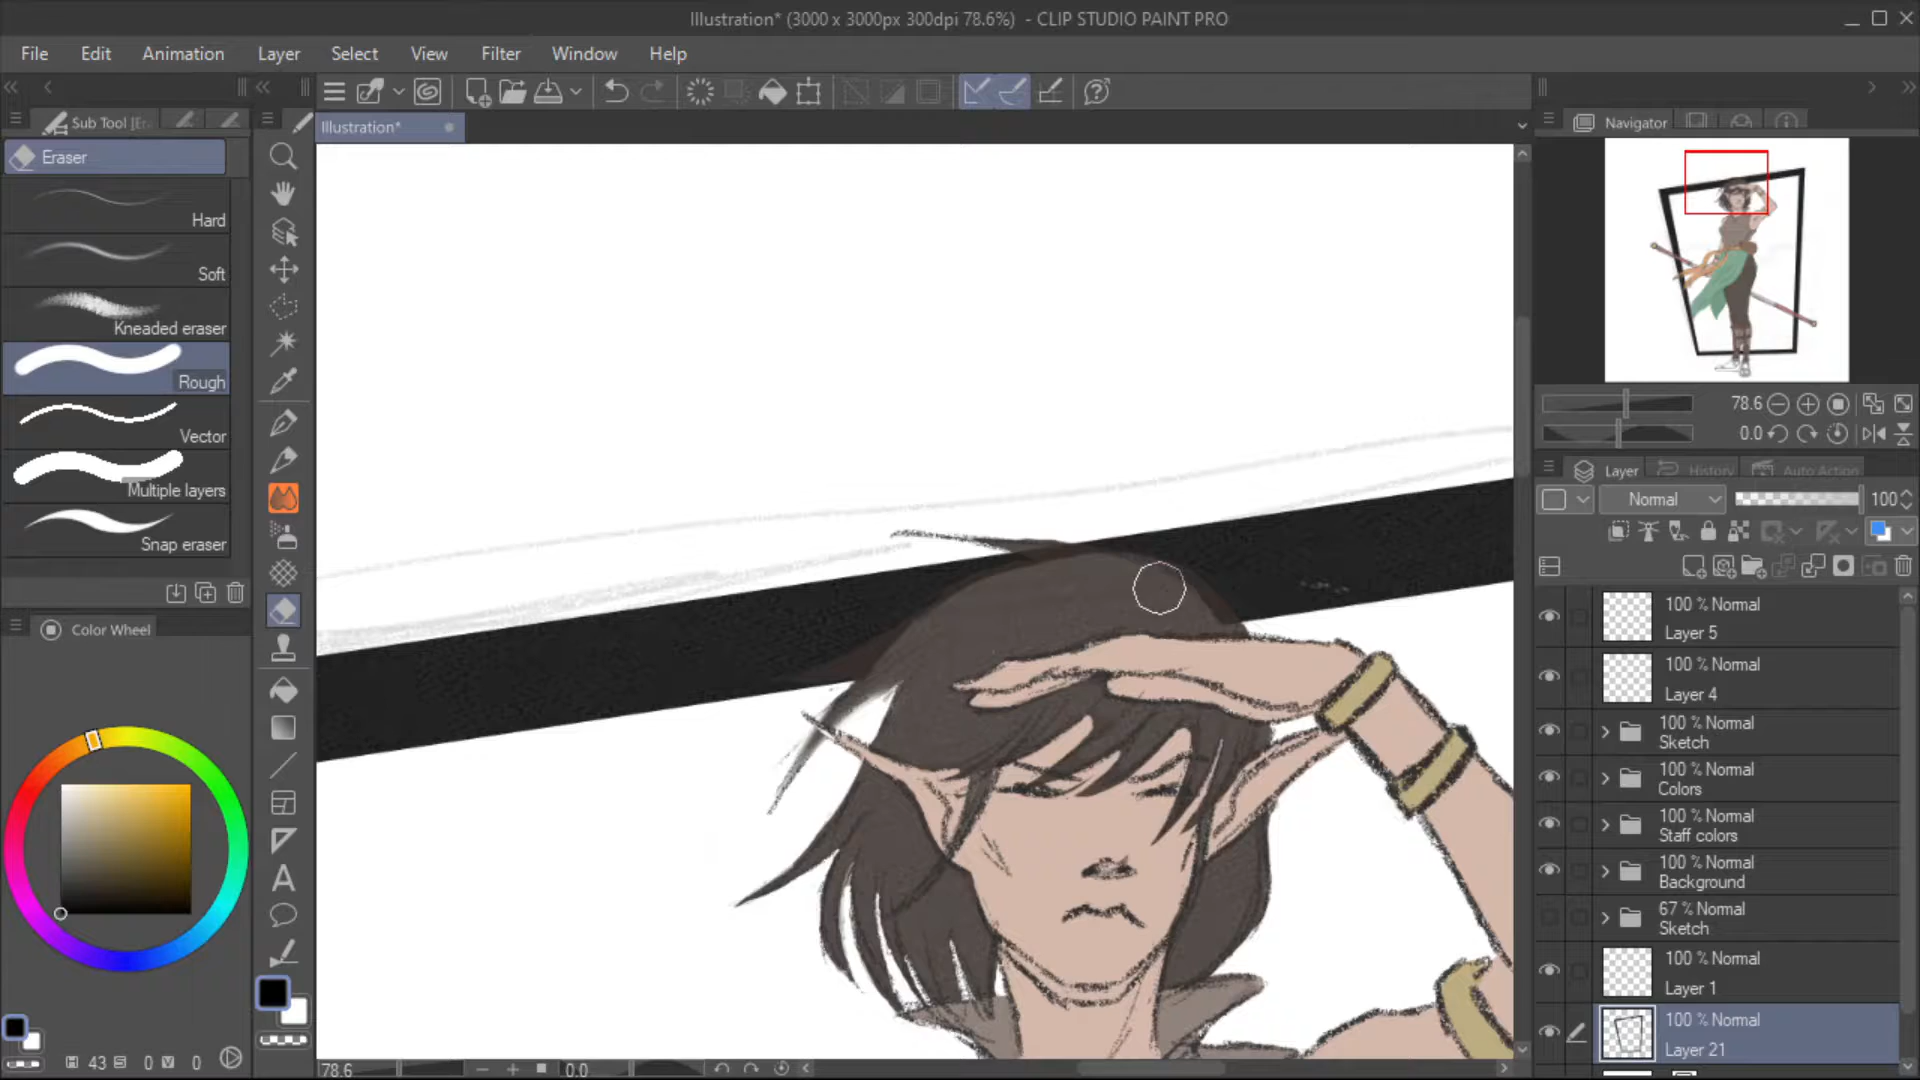 Illustration* (3000 x 3000px 300dpi 78.6%) - CLIP STUDIO PAINT PRO
File Edit Animation Layer Select View Filter Window Help
Sub Tool [Er
Illustration*
Navigator
Eraser
Hard
Soft
Kneaded eraser
Rough
Vector
Multiple layers
Snap eraser
78.6
0.0
Layer History Auto Action
Normal 100
100 % Normal
Layer 5
100 % Normal
Layer 4
100 % Normal
Sketch
100 % Normal
Colors
100 % Normal
Staff colors
100 % Normal
Background
67 % Normal
Sketch
100 % Normal
Layer 1
100 % Normal
Layer 21
Color Wheel
H 43 S 0 V 0
78.6 0.0